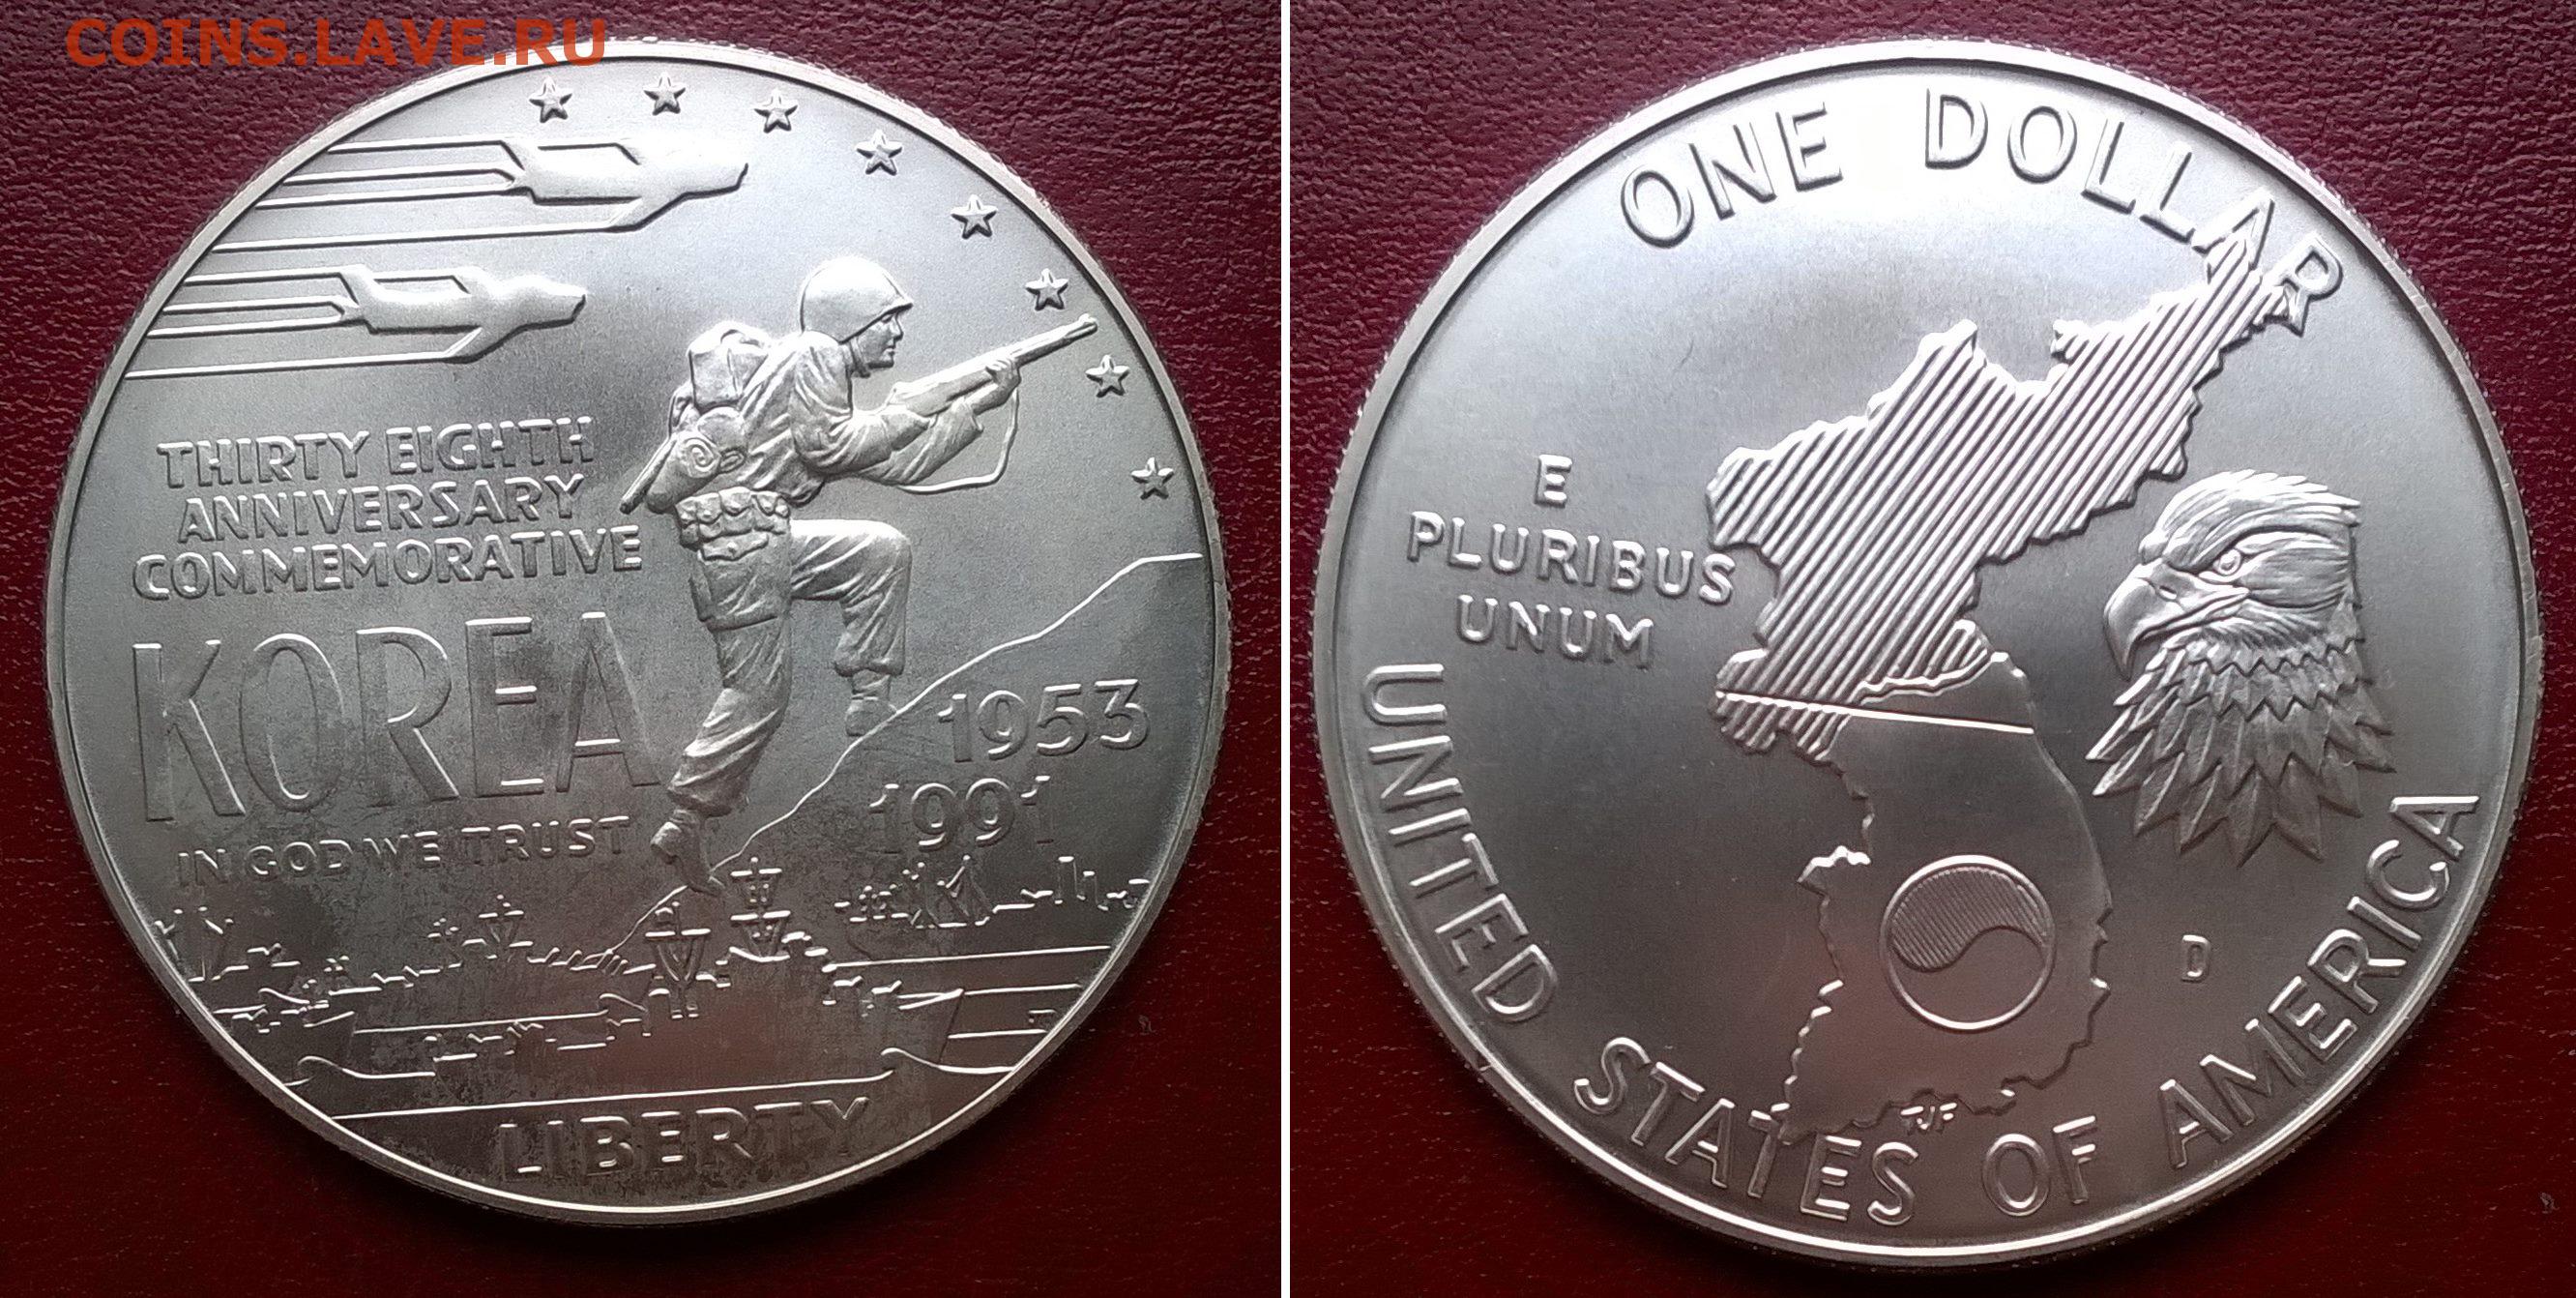 COINS.LAVE.RU
THIRTY EIGHTH
ANNIVERSARY
COMMEMORATIVE
KOREA
IN GOD WE TRUST
1953
1991
LIBERTY
ONE DOLLAR
E
PLURIBUS
UNUM
D
TJF
UNITED STATES OF AMERICA